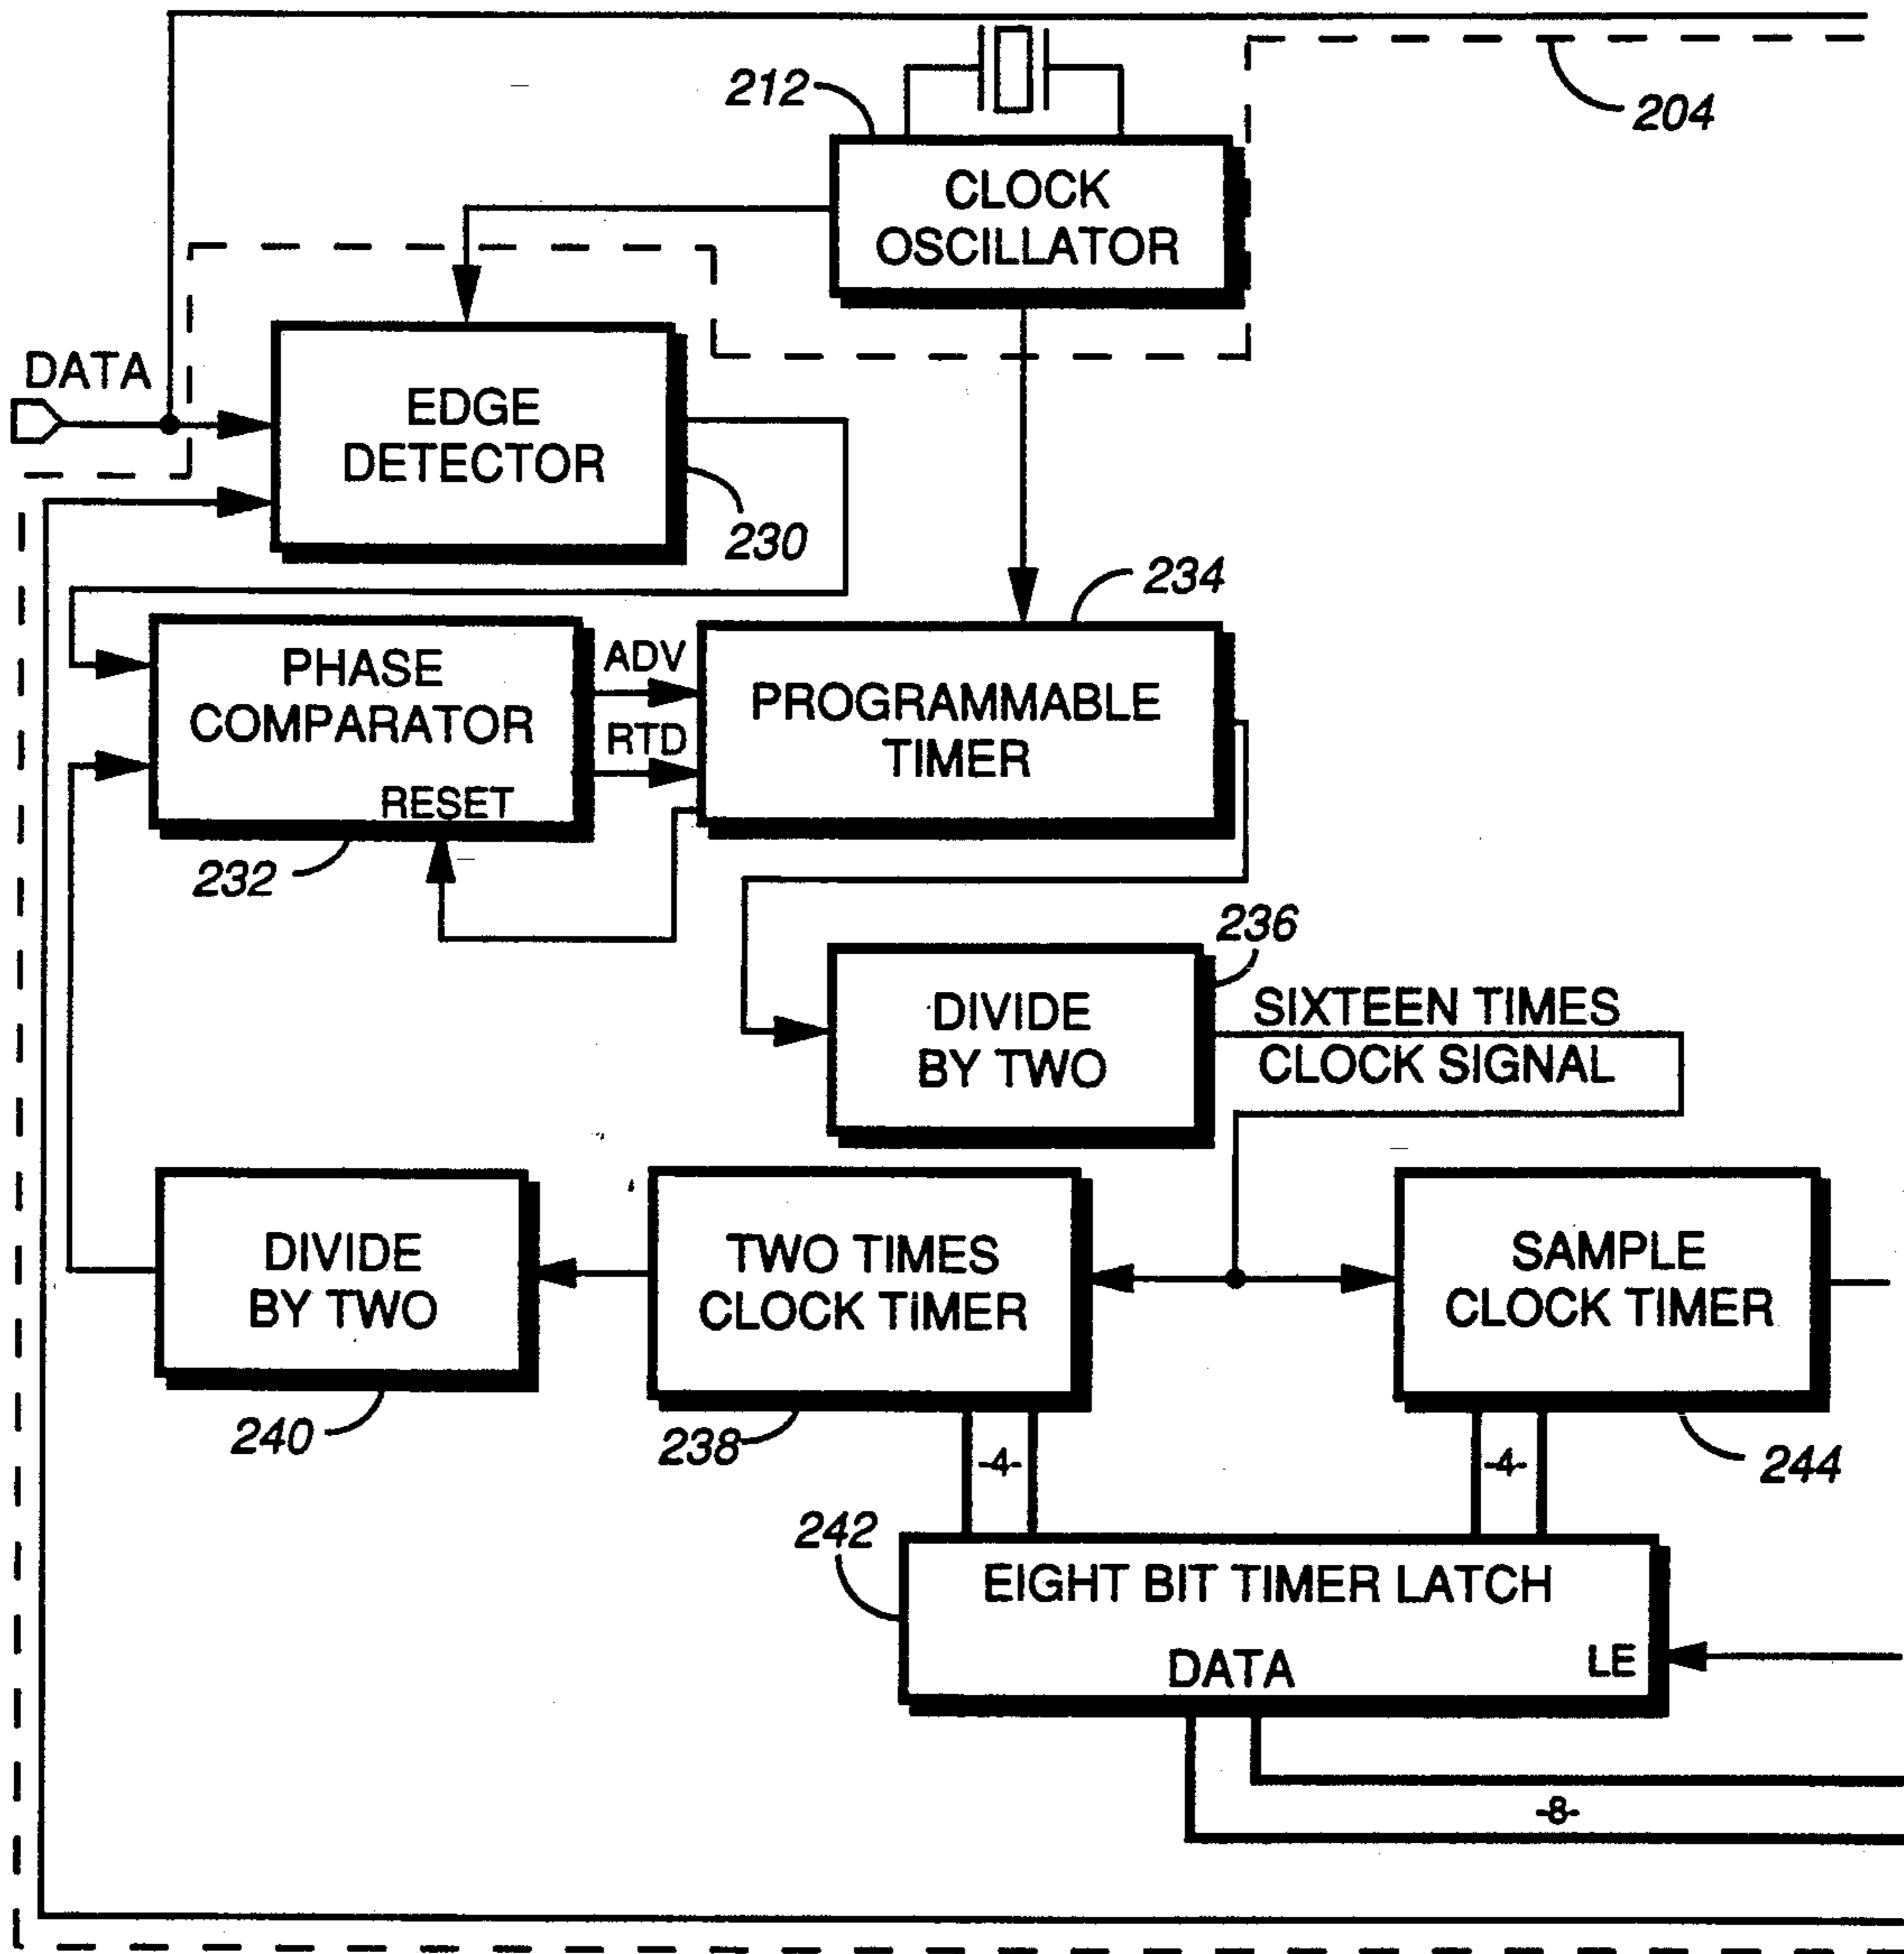 212
204
CLOCK
OSCILLATOR
DATA
EDGE
DETECTOR
230
234
PHASE
COMPARATOR
RESET
ADV
RTD
PROGRAMMABLE
TIMER
232
236
DIVIDE
BY TWO
SIXTEEN TIMES
CLOCK SIGNAL
DIVIDE
BY TWO
TWO TIMES
CLOCK TIMER
SAMPLE
CLOCK TIMER
240
238
-4-
-4-
244
242
EIGHT BIT TIMER LATCH
DATA
LE
-8-